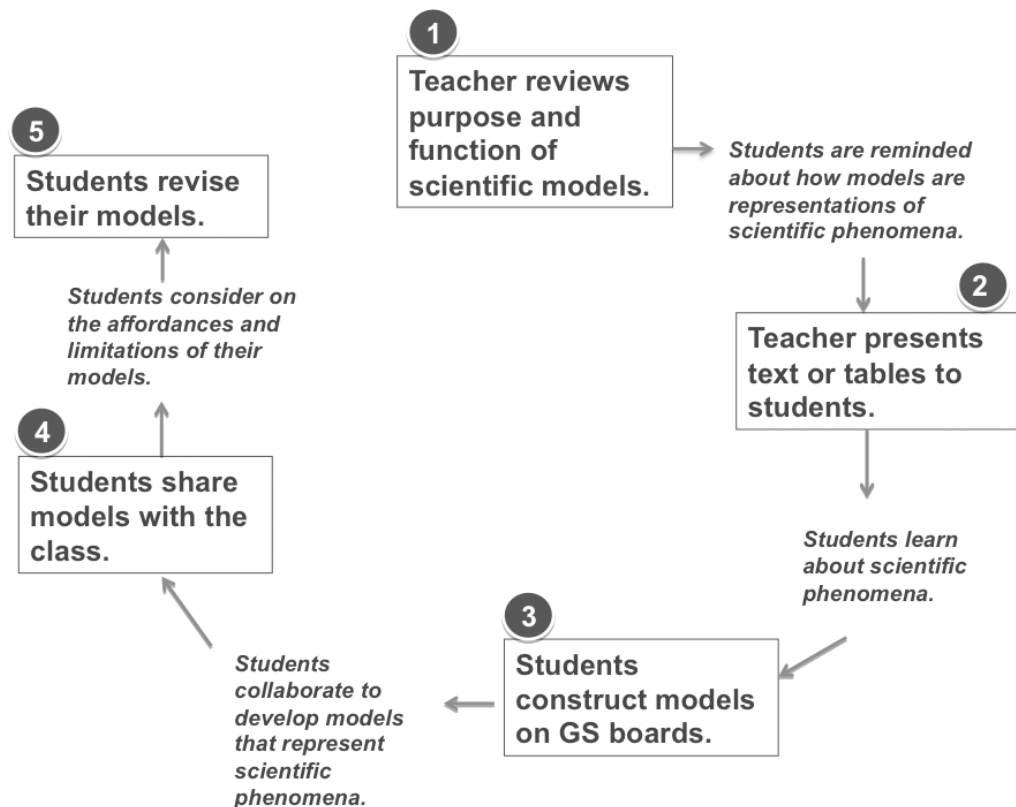 1
Teacher reviews
purpose and
function of
scientific models.
Students are reminded
about how models are
representations of
scientific phenomena.
2
Teacher presents
text or tables to
students.
Students learn
about scientific
phenomena.
3
Students
construct models
on GS boards.
Students
collaborate to
develop models
that represent
scientific
phenomena.
4
Students share
models with the
class.
Students consider on
the affordances and
limitations of their
models.
5
Students revise
their models.